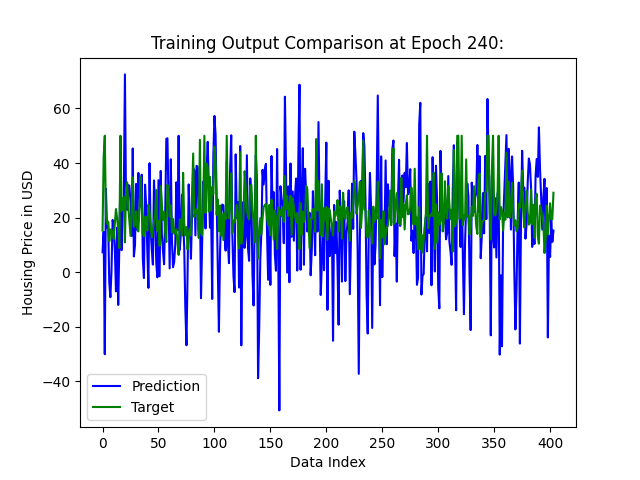 Training Output Comparison at Epoch 240:
Housing Price in USD
60
40
20
0
−20
−40
Prediction
Target
0 50 100 150 200 250 300 350 400
Data Index